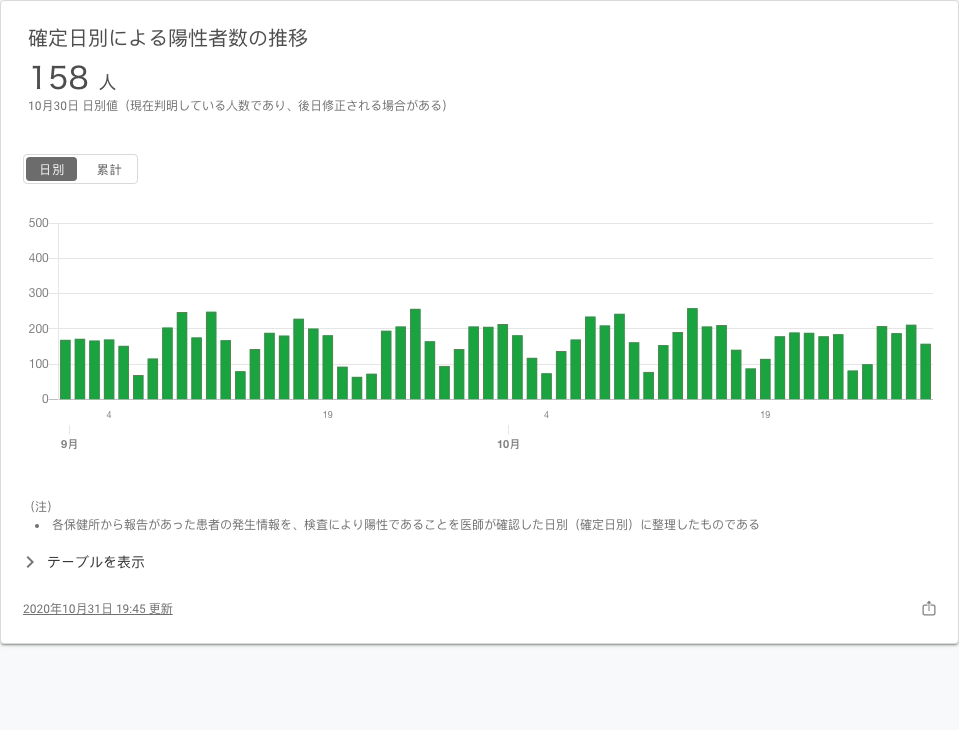 確定日別による陽性者数の推移
158 人
10月30日 日別値（現在判明している人数であり、後日修正される場合がある）
日別 累計
500
400
300
200
100
0
4 19 4 19
9月 10月
（注）
• 各保健所から報告があった患者の発生情報を、検査により陽性であることを医師が確認した日別（確定日別）に整理したものである
テーブルを表示
2020年10月31日 19:45 更新